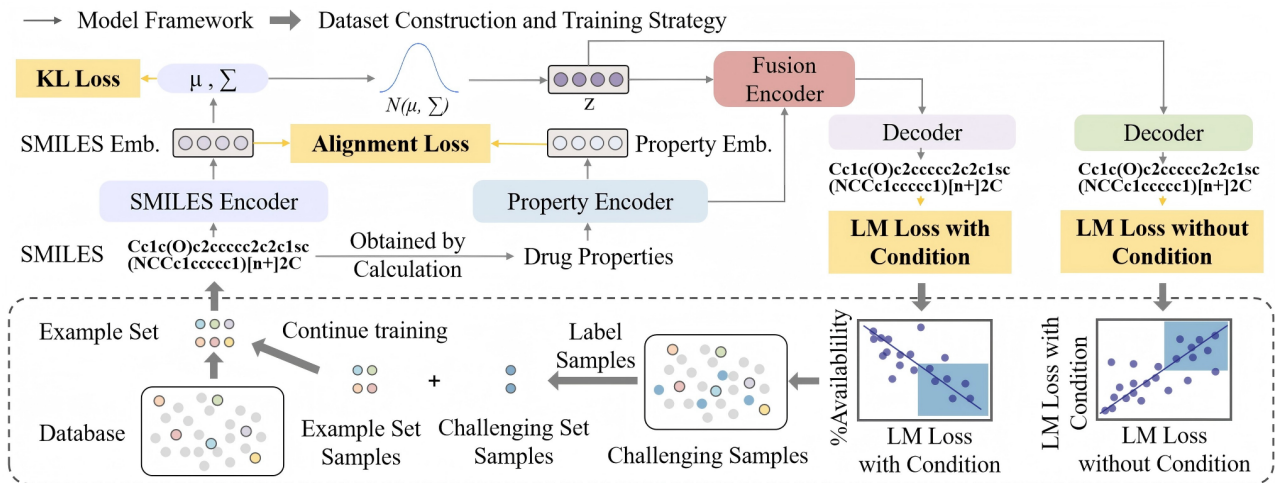 Model Framework
Dataset Construction and Training Strategy
KL Loss
μ , ∑
N(μ, ∑)
z
Fusion
Encoder
SMILES Emb.
Alignment Loss
Property Emb.
Decoder
Decoder
Cc1c(O)c2ccccc2c2c1sc
(NCCc1ccccc1)[n+]2C
Cc1c(O)c2ccccc2c2c1sc
(NCCc1ccccc1)[n+]2C
SMILES Encoder
Property Encoder
LM Loss with
Condition
LM Loss without
Condition
SMILES
Cc1c(O)c2ccccc2c2c1sc
(NCCc1ccccc1)[n+]2C
Obtained by
Calculation
Drug Properties
Example Set
Continue training
Label
Samples
%Availability
LM Loss with
Condition
Database
+
Example Set
Samples
Challenging Set
Samples
Challenging Samples
LM Loss
with Condition
LM Loss
without Condition